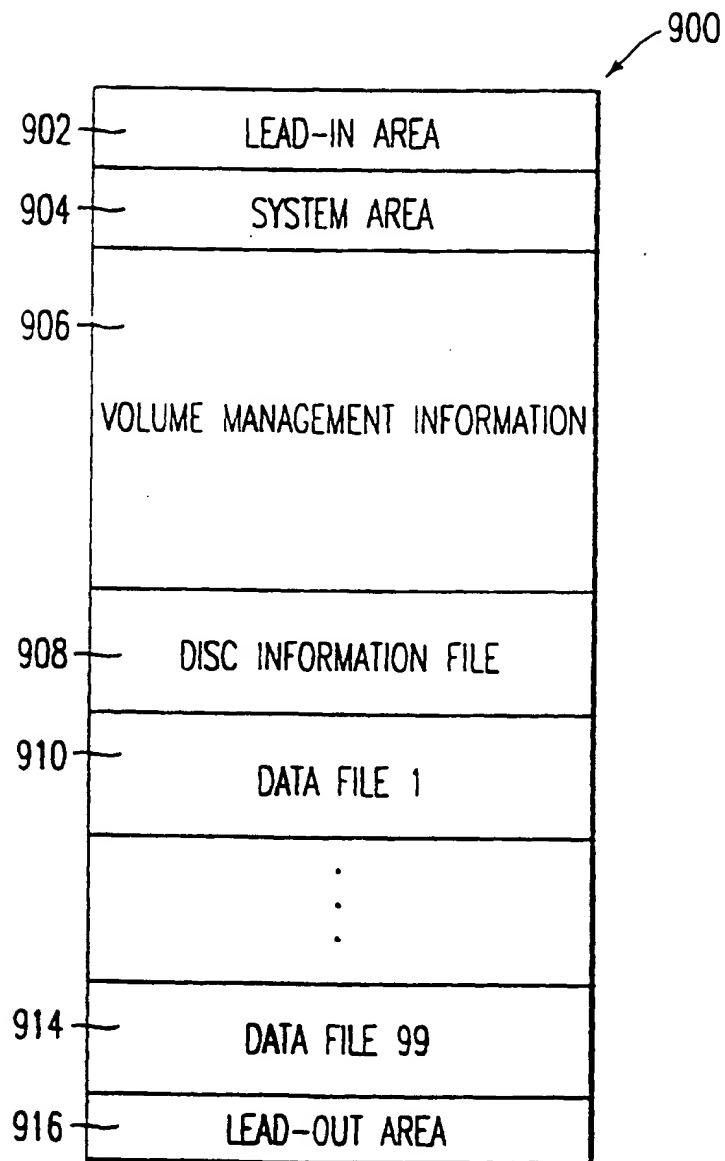 900
902 LEAD-IN AREA
904 SYSTEM AREA
906
VOLUME MANAGEMENT INFORMATION
908 DISC INFORMATION FILE
910
DATA FILE 1
914 DATA FILE 99
916 LEAD-OUT AREA